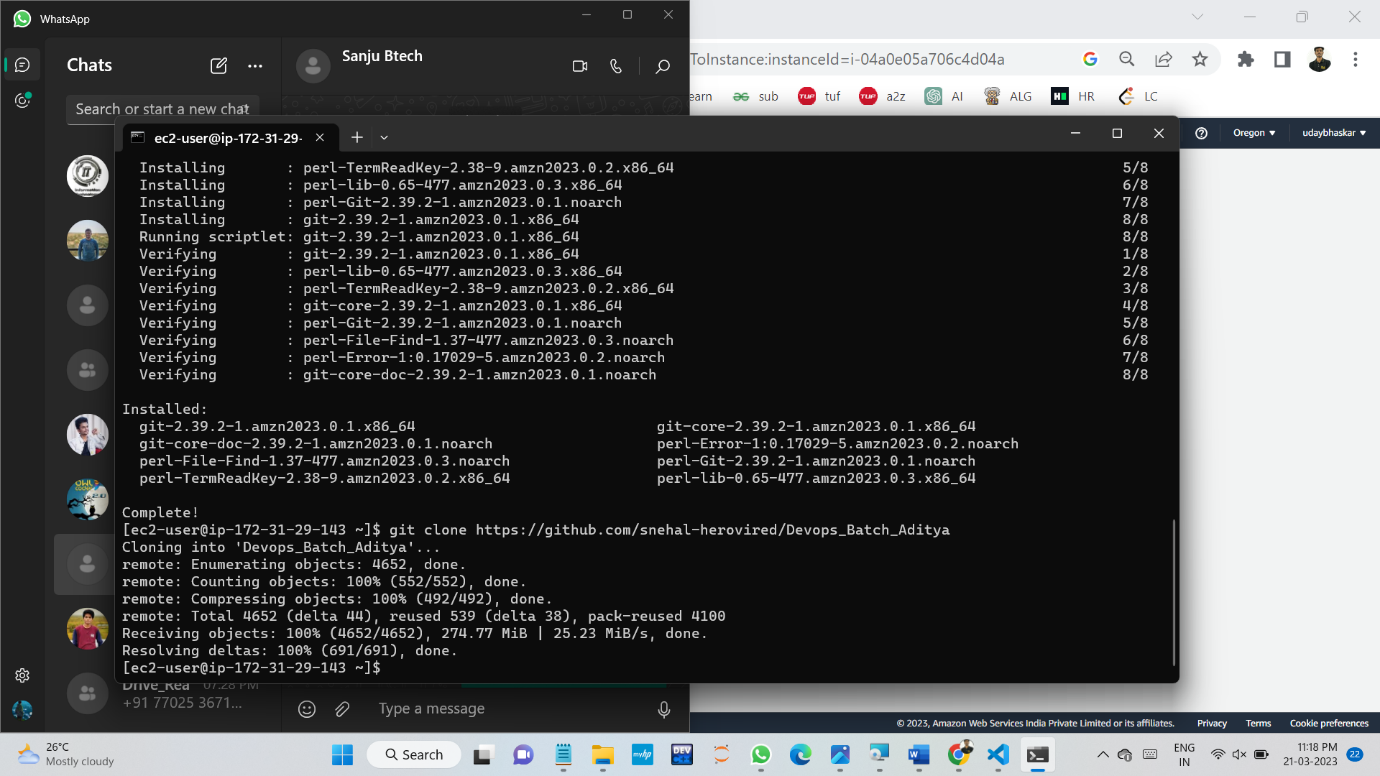 WhatsApp
Chats
Search or start a new chat
Sanju Btech
ToInstance:instanceId=i-04a0e05a706c4d04a
earn
sub
tuf
a2z
AI
ALG
HR
LC
Oregon
udaybhaskar
ec2-user@ip-172-31-29-
Installing : perl-TermReadKey-2.38-9.amzn2023.0.2.x86_64 5/8
Installing : perl-lib-0.65-477.amzn2023.0.3.x86_64 6/8
Installing : perl-Git-2.39.2-1.amzn2023.0.1.noarch 7/8
Installing : git-2.39.2-1.amzn2023.0.1.x86_64 8/8
Running scriptlet: git-2.39.2-1.amzn2023.0.1.x86_64 8/8
Verifying : git-2.39.2-1.amzn2023.0.1.x86_64 1/8
Verifying : perl-lib-0.65-477.amzn2023.0.3.x86_64 2/8
Verifying : perl-TermReadKey-2.38-9.amzn2023.0.2.x86_64 3/8
Verifying : git-core-2.39.2-1.amzn2023.0.1.x86_64 4/8
Verifying : perl-Git-2.39.2-1.amzn2023.0.1.noarch 5/8
Verifying : perl-File-Find-1.37-477.amzn2023.0.3.noarch 6/8
Verifying : perl-Error-1:0.17029-5.amzn2023.0.2.noarch 7/8
Verifying : git-core-doc-2.39.2-1.amzn2023.0.1.noarch 8/8
Installed:
git-2.39.2-1.amzn2023.0.1.x86_64 git-core-2.39.2-1.amzn2023.0.1.x86_64
git-core-doc-2.39.2-1.amzn2023.0.1.noarch perl-Error-1:0.17029-5.amzn2023.0.2.noarch
perl-File-Find-1.37-477.amzn2023.0.3.noarch perl-Git-2.39.2-1.amzn2023.0.1.noarch
perl-TermReadKey-2.38-9.amzn2023.0.2.x86_64 perl-lib-0.65-477.amzn2023.0.3.x86_64
Complete!
[ec2-user@ip-172-31-29-143 ~]$ git clone https://github.com/snehal-herovired/Devops_Batch_Aditya
Cloning into 'Devops_Batch_Aditya'...
remote: Enumerating objects: 4652, done.
remote: Counting objects: 100% (552/552), done.
remote: Compressing objects: 100% (492/492), done.
remote: Total 4652 (delta 44), reused 539 (delta 38), pack-reused 4100
Receiving objects: 100% (4652/4652), 274.77 MiB | 25.23 MiB/s, done.
Resolving deltas: 100% (691/691), done.
[ec2-user@ip-172-31-29-143 ~]$
Drive_Rea 07:28 PM
+91 77025 3671...
Type a message
© 2023, Amazon Web Services India Private Limited or its affiliates. Privacy Terms Cookie preferences
26°C
Mostly cloudy
Search
ENG
IN
11:18 PM
21-03-2023
22